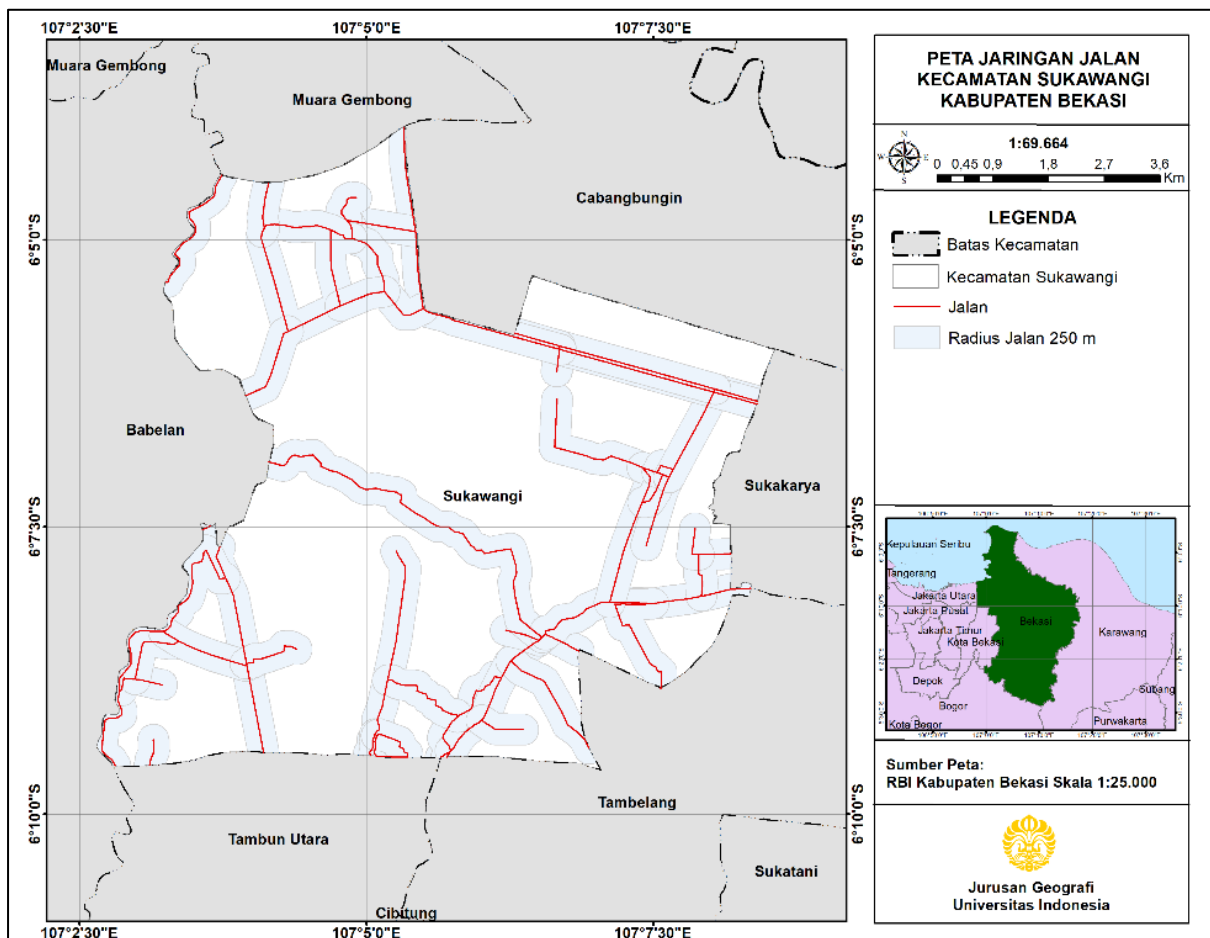 107°2'30"E
107°5'0"E
107°7'30"E
Muara Gembong
Muara Gembong
Cabangbungin
6°5'0"S
6°5'0"S
Babelan
Sukawangi
Sukakarya
6°7'30"S
6°7'30"S
Tambelang
6°10'0"S
6°10'0"S
Tambun Utara
Sukatani
Cibitung
107°2'30"E
107°5'0"E
107°7'30"E
PETA JARINGAN JALAN
KECAMATAN SUKAWANGI
KABUPATEN BEKASI
1:69.664
N
W E
S
0 0,45 0,9 1,8 2,7 3,6
Km
LEGENDA
Batas Kecamatan
Kecamatan Sukawangi
Jalan
Radius Jalan 250 m
Kepulauan Seribu
Tangerang
Jakarta Utara
Jakarta Pusat
Jakarta Timur
Kota Bekasi
Bekasi
Karawang
Depok
Bogor
Kota Bogor
Subang
Purwakarta
Sumber Peta:
RBI Kabupaten Bekasi Skala 1:25.000
Jurusan Geografi
Universitas Indonesia